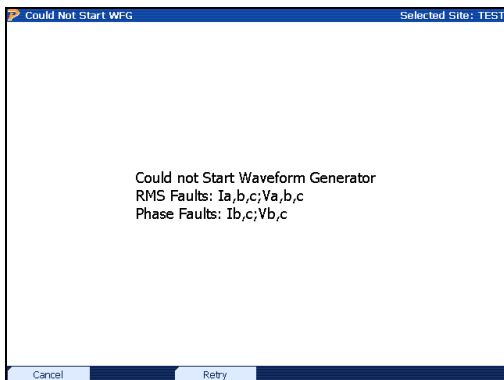 Could Not Start WFG
Selected Site: TEST
Could not Start Waveform Generator
RMS Faults: Ia,b,c;Va,b,c
Phase Faults: Ib,c;Vb,c
Cancel
Retry